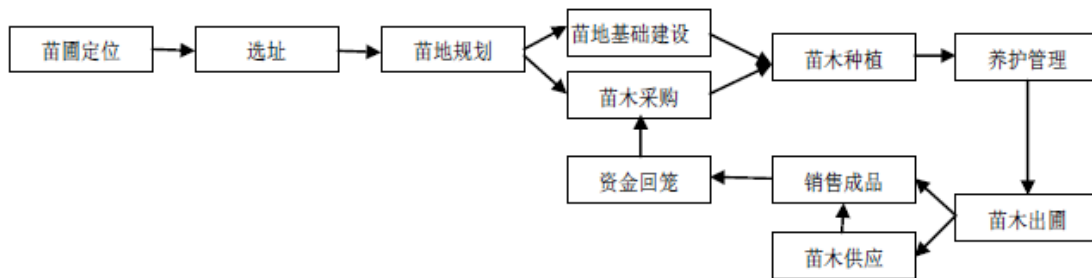 苗圃定位
选址
苗地规划
苗地基础建设
苗木采购
苗木种植
养护管理
资金回笼
销售成品
苗木出圃
苗木供应